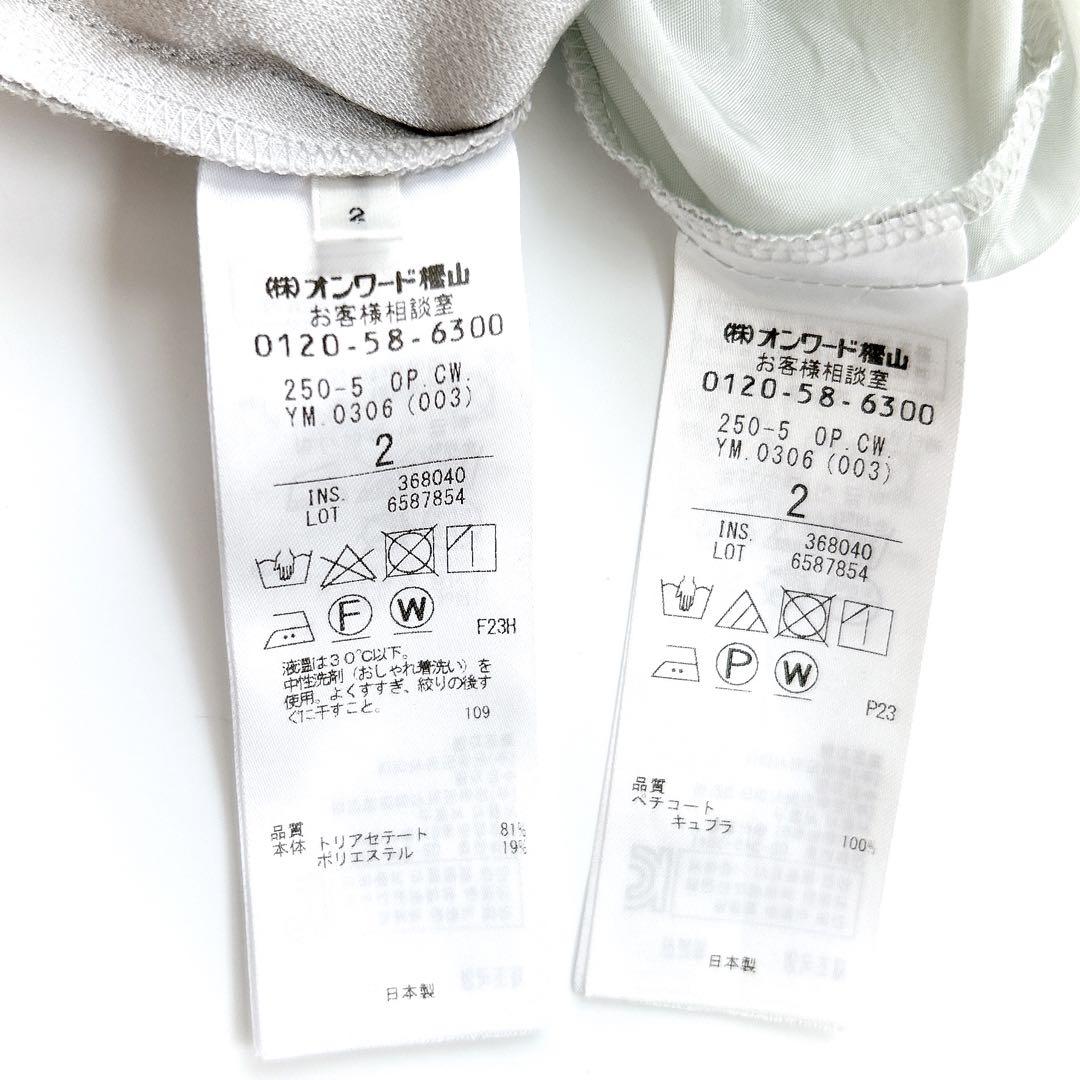 2
(株)オンワード樫山
お客様相談室
0120-58-6300
250-5 OP.CW.
YM.0306(003)
2
INS. 368040
LOT 6587854
F W
F23H
液温は30℃以下。
中性洗剤(おしゃれ着洗い)を
使用。よくすすぎ、絞りの後す
ぐに干すこと。
109
品質
本体 トリアセテート 81%
ポリエステル 19%
日本製
(株)オンワード樫山
お客様相談室
0120-58-6300
250-5 OP.CW.
YM.0306(003)
2
INS. 368040
LOT 6587854
P W
P23
品質
ペチコート
キュプラ 100%
日本製